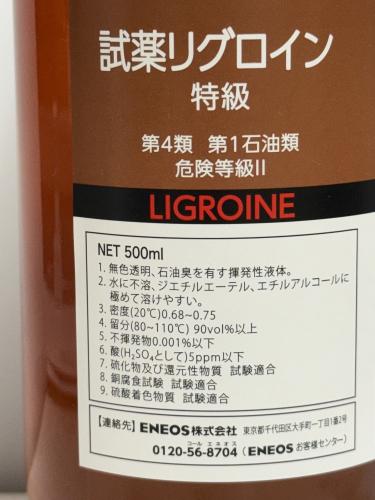 試薬リグロイン
特級
第4類 第1石油類
危険等級II
LIGROINE
NET 500ml
1. 無色透明、石油臭を有す揮発性液体。
2. 水に不溶、ジエチルエーテル、エチルアルコールに
極めて溶けやすい。
3. 密度(20℃)0.68~0.75
4. 留分(80~110℃) 90vol%以上
5. 不揮発物0.001%以下
6. 酸(H₂SO₄として)5ppm以下
7. 硫化物及び還元性物質 試験適合
8. 銅腐食試験 試験適合
9. 硫酸着色物質 試験適合
【連絡先】 ENEOS株式会社 東京都千代田区大手町一丁目1番2号
コール エネオス
0120-56-8704 (ENEOS お客様センター)